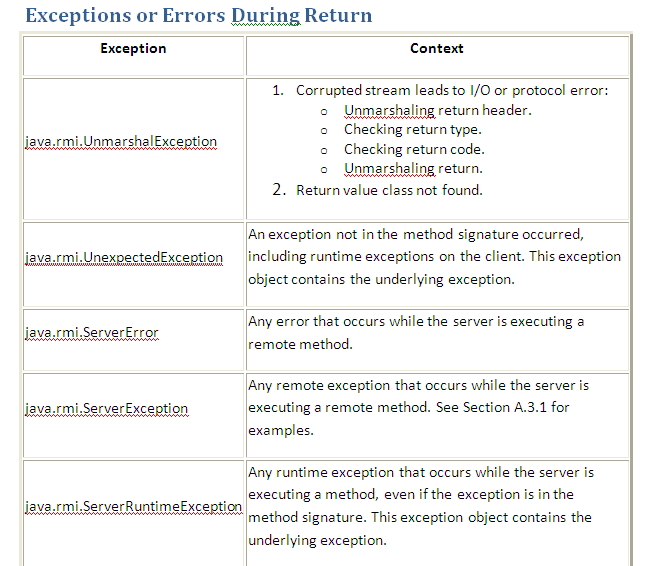 Exceptions or Errors During Return
Exception
Context
java.rmi.UnmarshalException
1. Corrupted stream leads to I/O or protocol error:
o Unmarshaling return header.
o Checking return type.
o Checking return code.
o Unmarshaling return.
2. Return value class not found.
java.rmi.UnexpectedException
An exception not in the method signature occurred,
including runtime exceptions on the client. This exception
object contains the underlying exception.
java.rmi.ServerError
Any error that occurs while the server is executing a
remote method.
java.rmi.ServerException
Any remote exception that occurs while the server is
executing a remote method. See Section A.3.1 for
examples.
java.rmi.ServerRuntimeException
Any runtime exception that occurs while the server is
executing a method, even if the exception is in the
method signature. This exception object contains the
underlying exception.